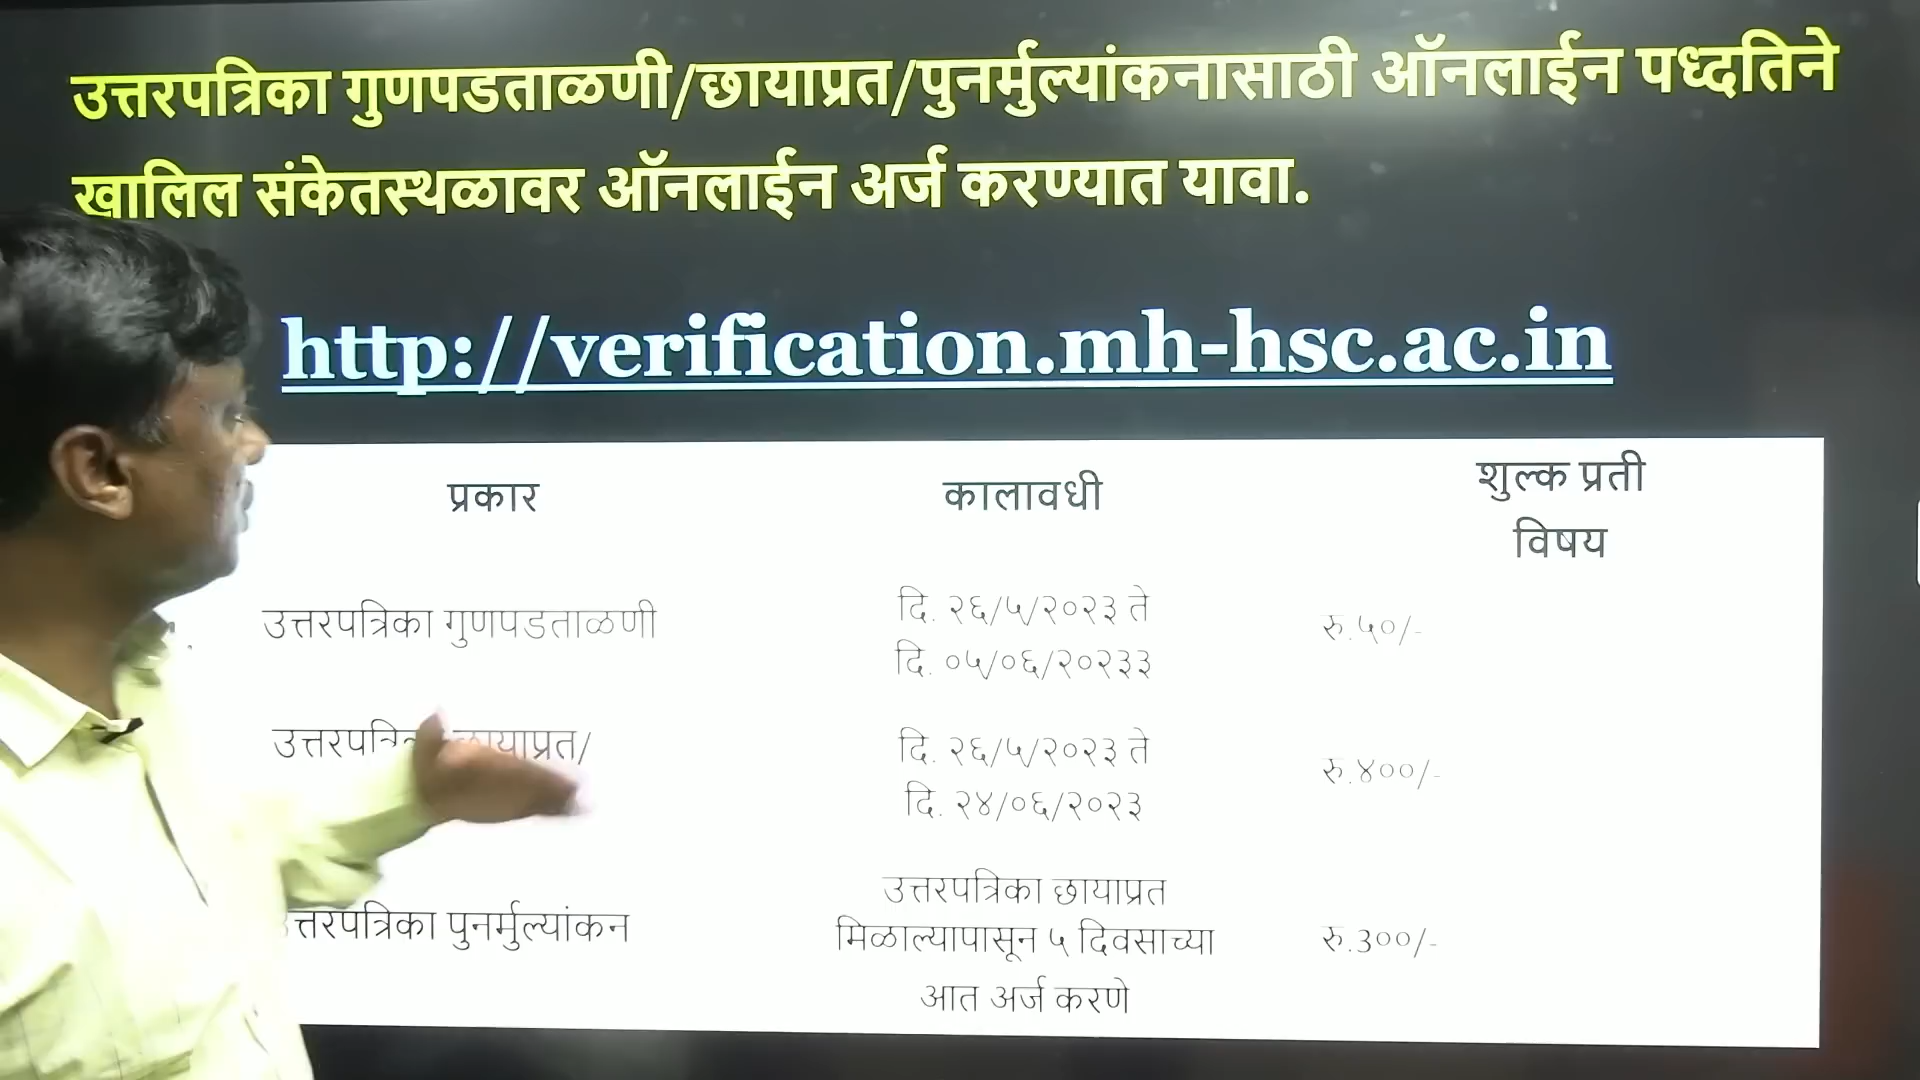 उत्तरपत्रिका गुणपडताळणी/छायाप्रत/पुनर्मुल्यांकनासाठी ऑनलाईन पध्दतिने
खालिल संकेतस्थळावर ऑनलाईन अर्ज करण्यात यावा.
http://verification.mh-hsc.ac.in
प्रकार कालावधी शुल्क प्रती
विषय
उत्तरपत्रिका गुणपडताळणी दि. २६/५/२०२३ ते रु.५०/-
दि. ०५/०६/२०२३३
उत्तरपत्रिका छायाप्रत/ दि. २६/५/२०२३ ते रु.४००/-
दि. २४/०६/२०२३
उत्तरपत्रिका पुनर्मुल्यांकन उत्तरपत्रिका छायाप्रत रु.३००/-
मिळाल्यापासून ५ दिवसाच्या
आत अर्ज करणे